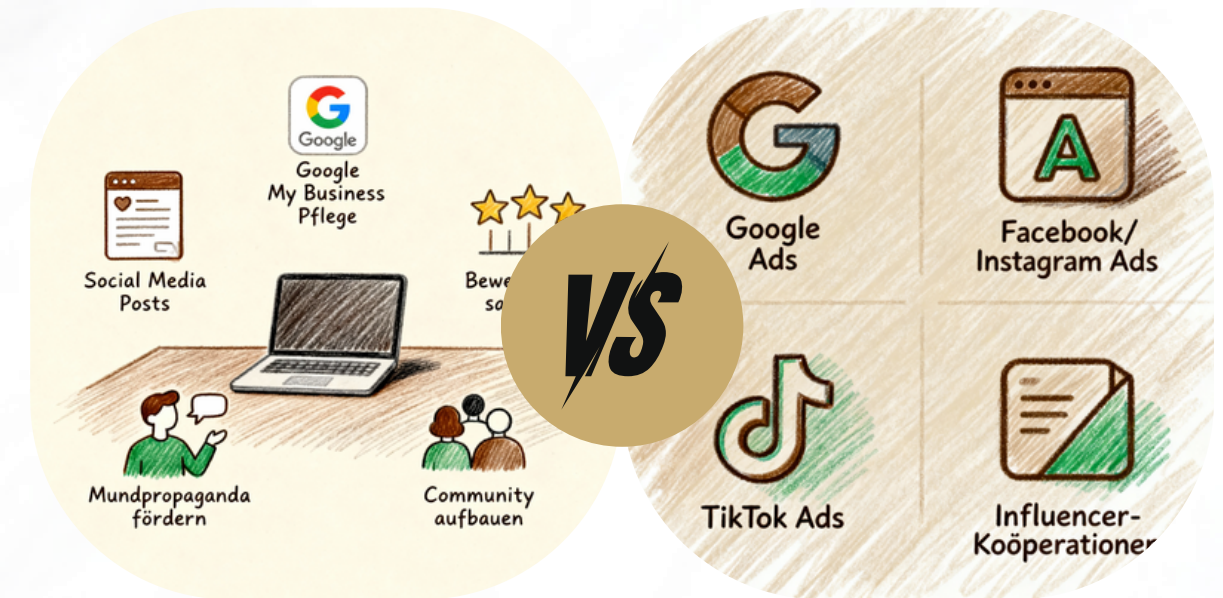 Google
Google
My Business
Pflege
Social Media
Posts
Mundpropaganda
fördern
Community
aufbauen
VS
Google
Ads
Facebook/
Instagram Ads
A
TikTok Ads
Influencer-